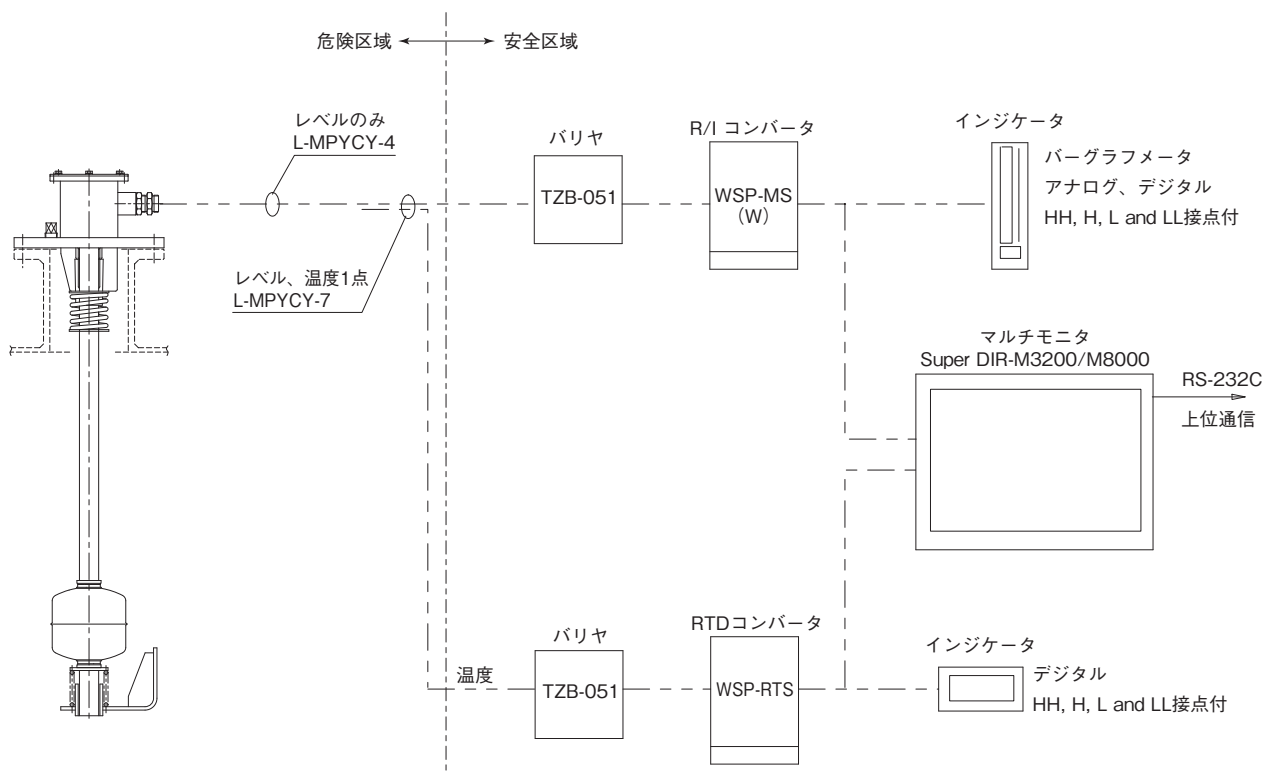 危険区域
安全区域
レベルのみ
L-MPYCY-4
バリヤ
TZB-051
R/I コンバータ
WSP-MS
(W)
インジケータ
バーグラフメータ
アナログ、デジタル
HH, H, L and LL接点付
レベル、温度1点
L-MPYCY-7
マルチモニタ
Super DIR-M3200/M8000
RS-232C
上位通信
温度
バリヤ
TZB-051
RTDコンバータ
WSP-RTS
インジケータ
デジタル
HH, H, L and LL接点付